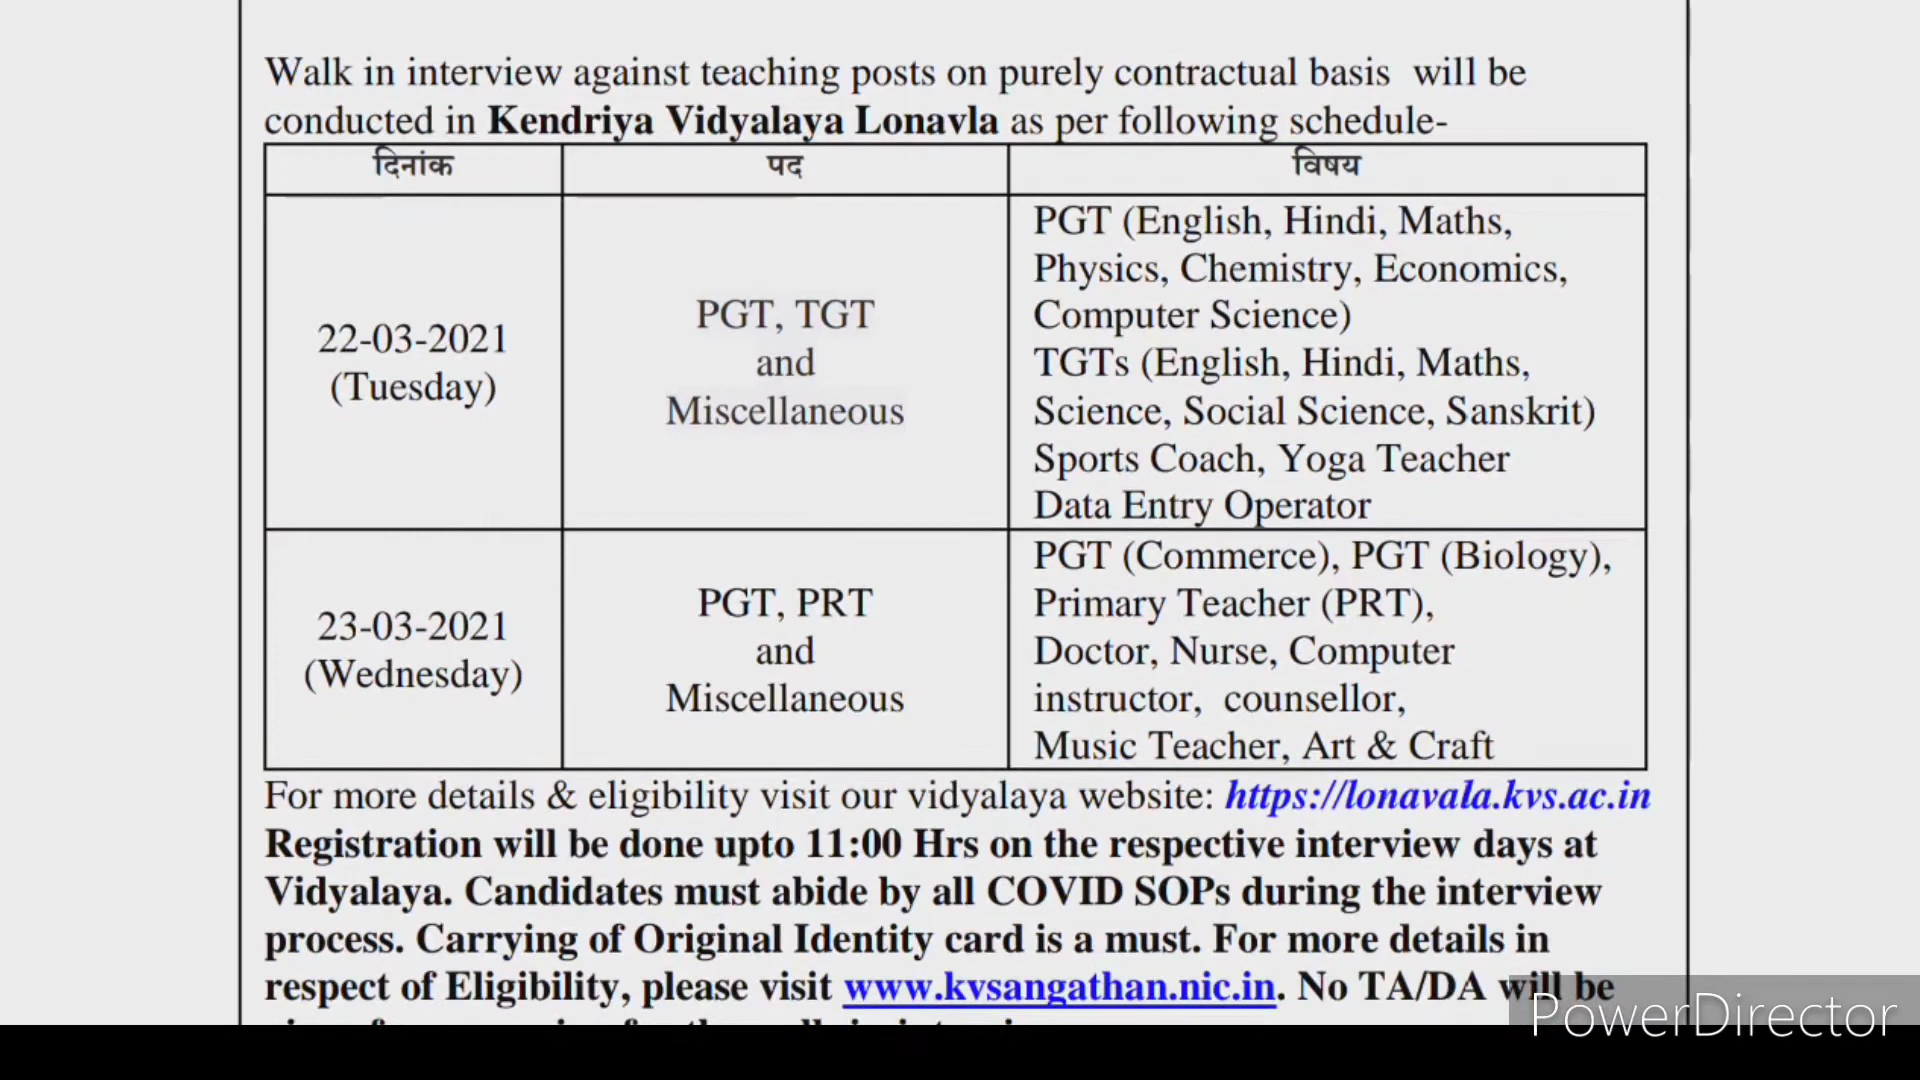 Walk in interview against teaching posts on purely contractual basis will be
conducted in Kendriya Vidyalaya Lonavla as per following schedule-
दिनांक
पद
विषय
22-03-2021
(Tuesday)
PGT, TGT
and
Miscellaneous
PGT (English, Hindi, Maths,
Physics, Chemistry, Economics,
Computer Science)
TGTs (English, Hindi, Maths,
Science, Social Science, Sanskrit)
Sports Coach, Yoga Teacher
Data Entry Operator
23-03-2021
(Wednesday)
PGT, PRT
and
Miscellaneous
PGT (Commerce), PGT (Biology),
Primary Teacher (PRT),
Doctor, Nurse, Computer
instructor, counsellor,
Music Teacher, Art & Craft
For more details & eligibility visit our vidyalaya website: https://lonavala.kvs.ac.in
Registration will be done upto 11:00 Hrs on the respective interview days at
Vidyalaya. Candidates must abide by all COVID SOPs during the interview
process. Carrying of Original Identity card is a must. For more details in
respect of Eligibility, please visit www.kvsangathan.nic.in. No TA/DA will be
PowerDirector